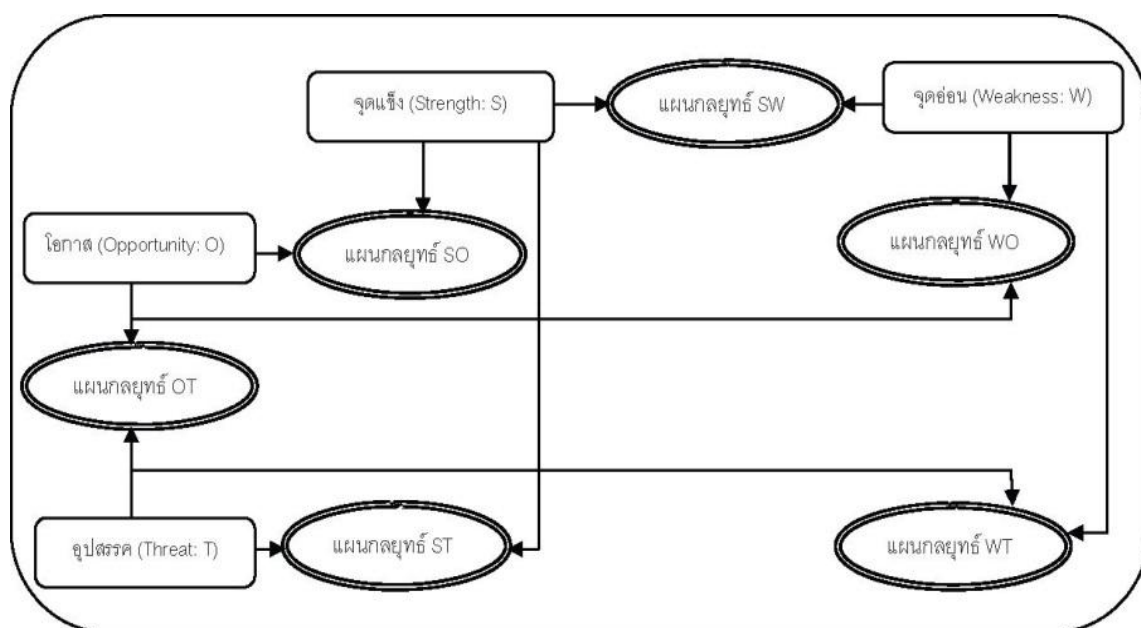 จุดแข็ง (Strength: S)
แผนกลยุทธ์ SW
จุดอ่อน (Weakness: W)
โอกาส (Opportunity: O)
แผนกลยุทธ์ SO
แผนกลยุทธ์ WO
แผนกลยุทธ์ OT
อุปสรรค (Threat: T)
แผนกลยุทธ์ ST
แผนกลยุทธ์ WT